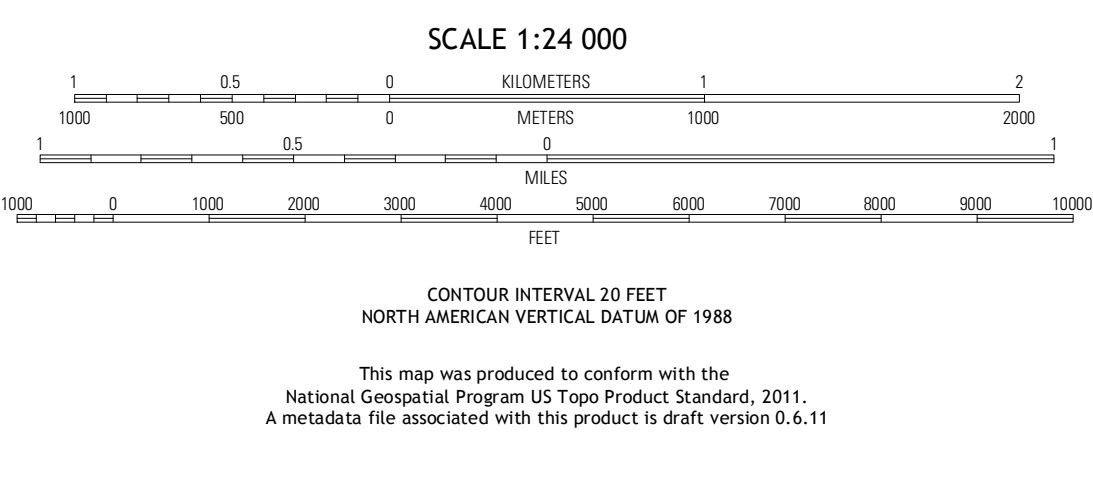 SCALE 1:24 000
1 0.5 0 KILOMETERS 1 2
1000 500 0 METERS 1000 2000
1 0.5 0 1
MILES
1000 0 1000 2000 3000 4000 5000 6000 7000 8000 9000 10000
FEET
CONTOUR INTERVAL 20 FEET
NORTH AMERICAN VERTICAL DATUM OF 1988
This map was produced to conform with the
National Geospatial Program US Topo Product Standard, 2011.
A metadata file associated with this product is draft version 0.6.11